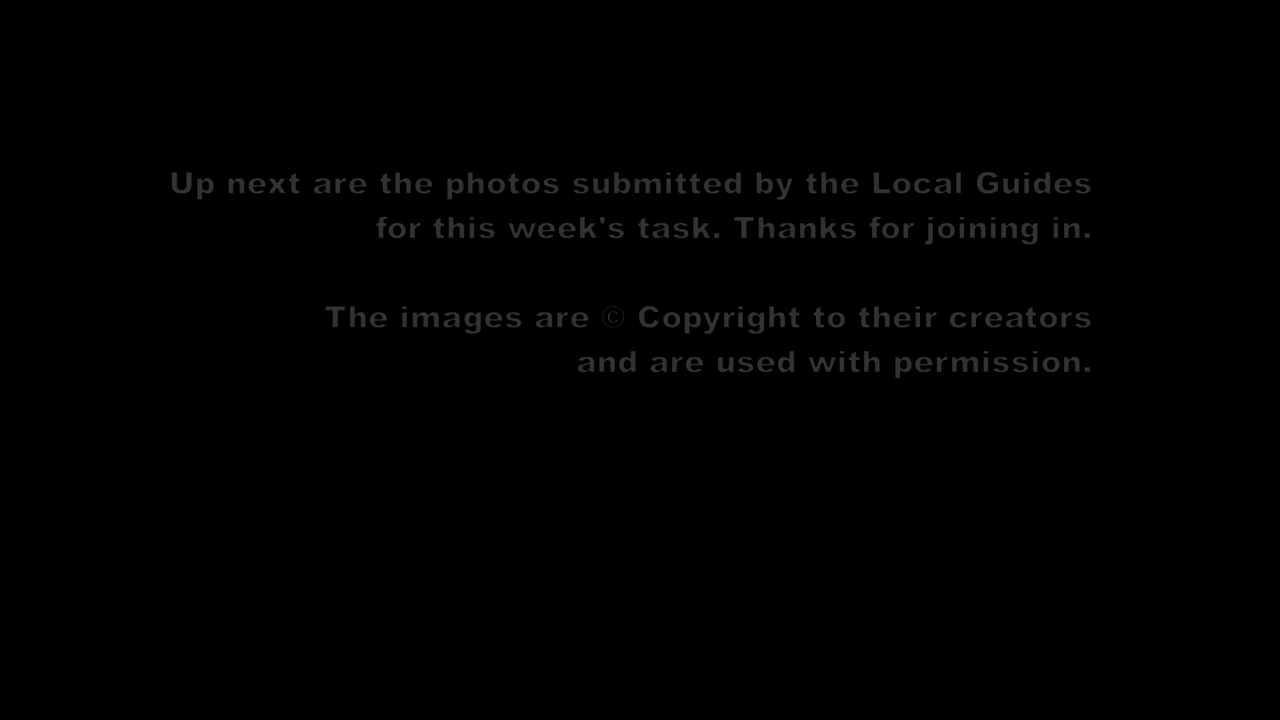 Up next are the photos submitted by the Local Guides
for this week's task. Thanks for joining in.
The images are © Copyright to their creators
and are used with permission.